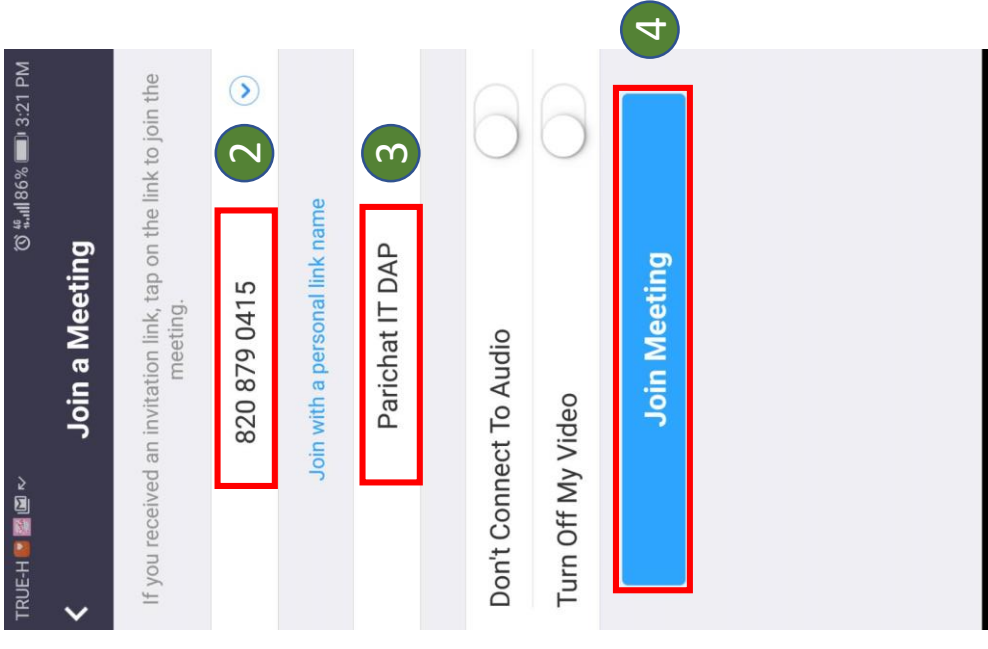 TRUE-H
4G 86% 3:21 PM
Join a Meeting
If you received an invitation link, tap on the link to join the
meeting.
820 879 0415
2
Join with a personal link name
Parichat IT DAP
3
Don't Connect To Audio
Turn Off My Video
Join Meeting
4